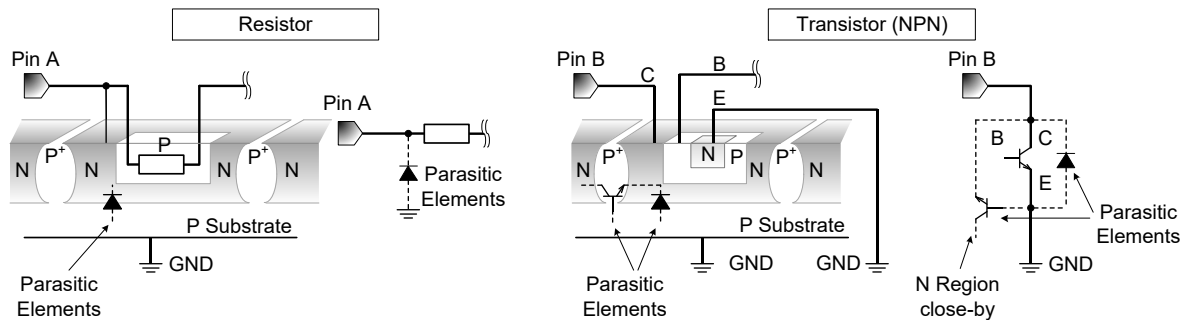 Resistor
Pin A
N
P+
N
P
P+
N
N
P Substrate
GND
Parasitic
Elements
Pin A
Parasitic
Elements
Transistor (NPN)
Pin B
C
B
E
N
P+
N
N
P
P+
N
P Substrate
GND
GND
Parasitic
Elements
Pin B
B
C
E
Parasitic
Elements
GND
N Region
close-by